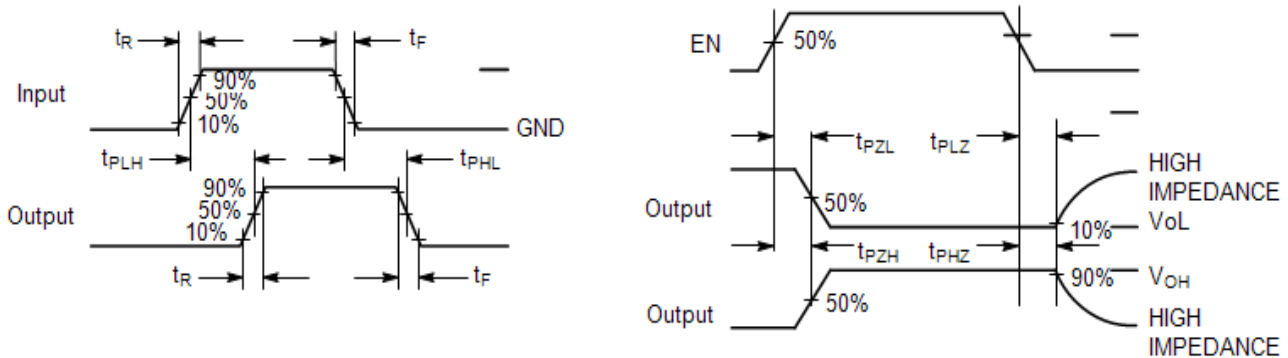 tR tF
Input 90%
50%
10% GND
tPLH tPHL
Output 90%
50%
10%
tR tF
EN 50%
tPZL tPLZ
HIGH
IMPEDANCE
Output 50% 10% VoL
tPZH tPHZ
90% VOH
Output 50%
HIGH
IMPEDANCE